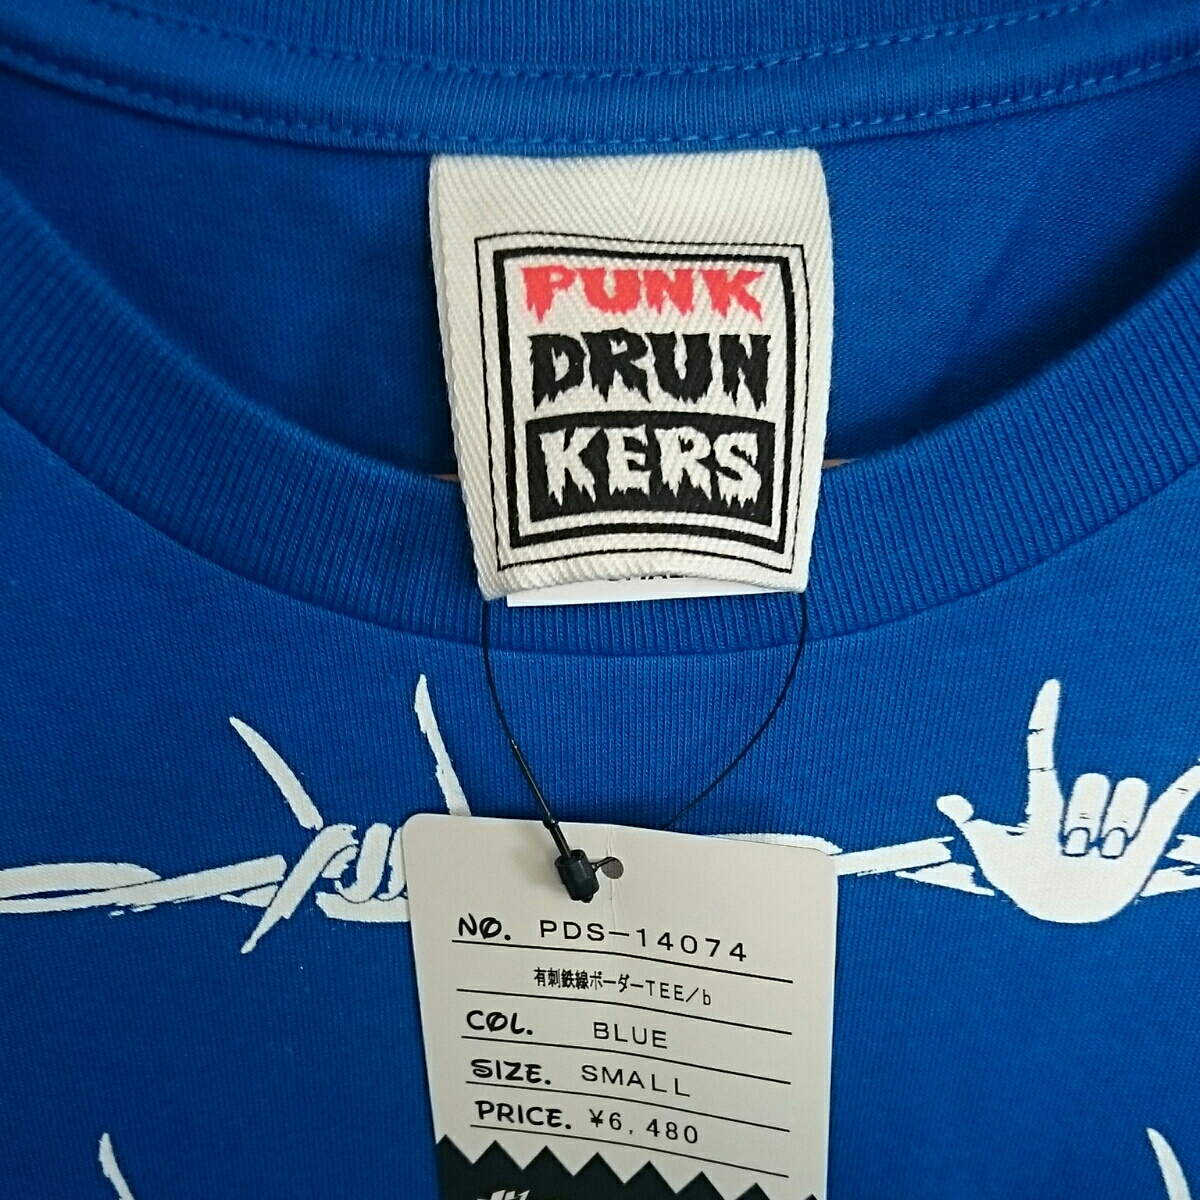 PUNK
DRUN
KERS
SMALL
NO. PDS-14074
有刺鉄線ボーダーTEE/b
COL. BLUE
SIZE. SMALL
PRICE. ¥6,480